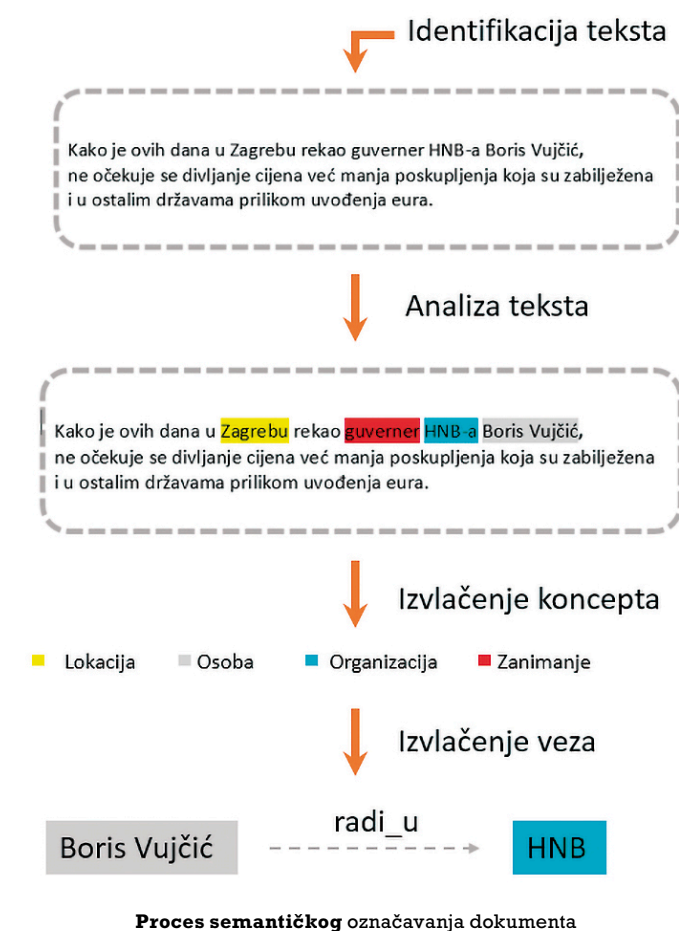 Identifikacija teksta
Kako je ovih dana u Zagrebu rekao guverner HNB-a Boris Vujčić,
ne očekuje se divljanje cijena već manja poskupljenja koja su zabilježena
i u ostalim državama prilikom uvođenja eura.
Analiza teksta
Kako je ovih dana u Zagrebu rekao guverner HNB-a Boris Vujčić,
ne očekuje se divljanje cijena već manja poskupljenja koja su zabilježena
i u ostalim državama prilikom uvođenja eura.
Izvlačenje koncepta
Lokacija Osoba Organizacija Zanimanje
Izvlačenje veza
radi_u
Boris Vujčić HNB
Proces semantičkog označavanja dokumenta